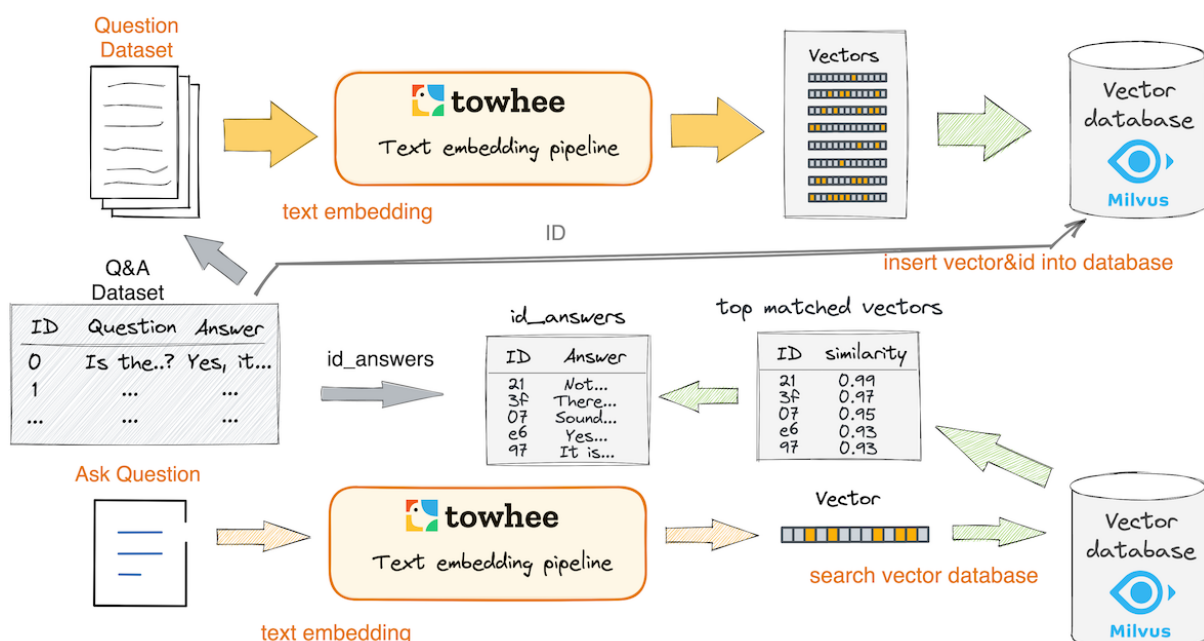 Question
Dataset
towhee
Text embedding pipeline
text embedding
Vectors
Vector
database
Milvus
ID
insert vector&id into database
Q&A
Dataset
ID Question Answer
0 Is the..? Yes, it...
1 ... ...
... ... ...
id_answers
id_answers
ID Answer
21 Not...
3f There...
07 Sound...
e6 Yes...
97 It is...
top matched vectors
ID similarity
21 0.99
3f 0.97
07 0.95
e6 0.93
97 0.93
Ask Question
towhee
Text embedding pipeline
text embedding
Vector
search vector database
Vector
database
Milvus